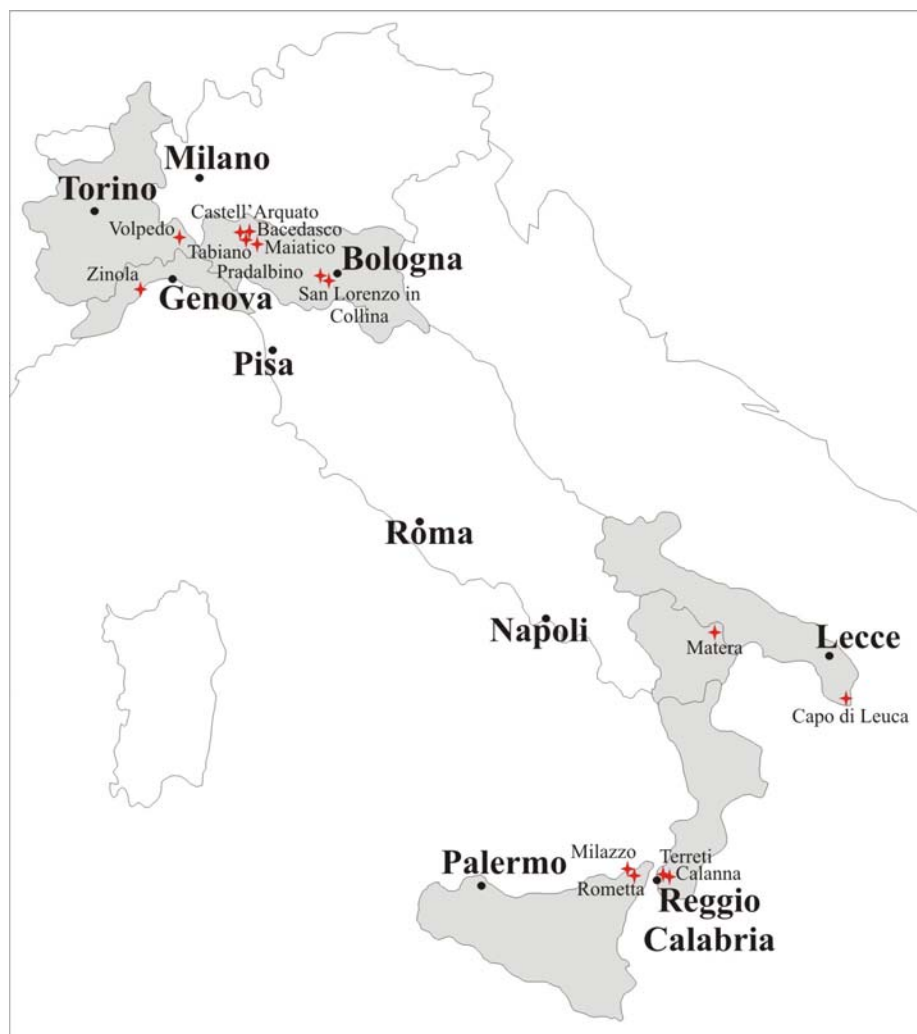 Milano
Torino
Castell’Arquato
Volpedo
Bacedasco
Tabiano
Maiatico
Bologna
Zinola
Pradalbino
Genova
San Lorenzo in
Collina
Pisa
Roma
Napoli
Lecce
Matera
Capo di Leuca
Milazzo
Terreti
Palermo
Calanna
Rometta
Reggio
Calabria